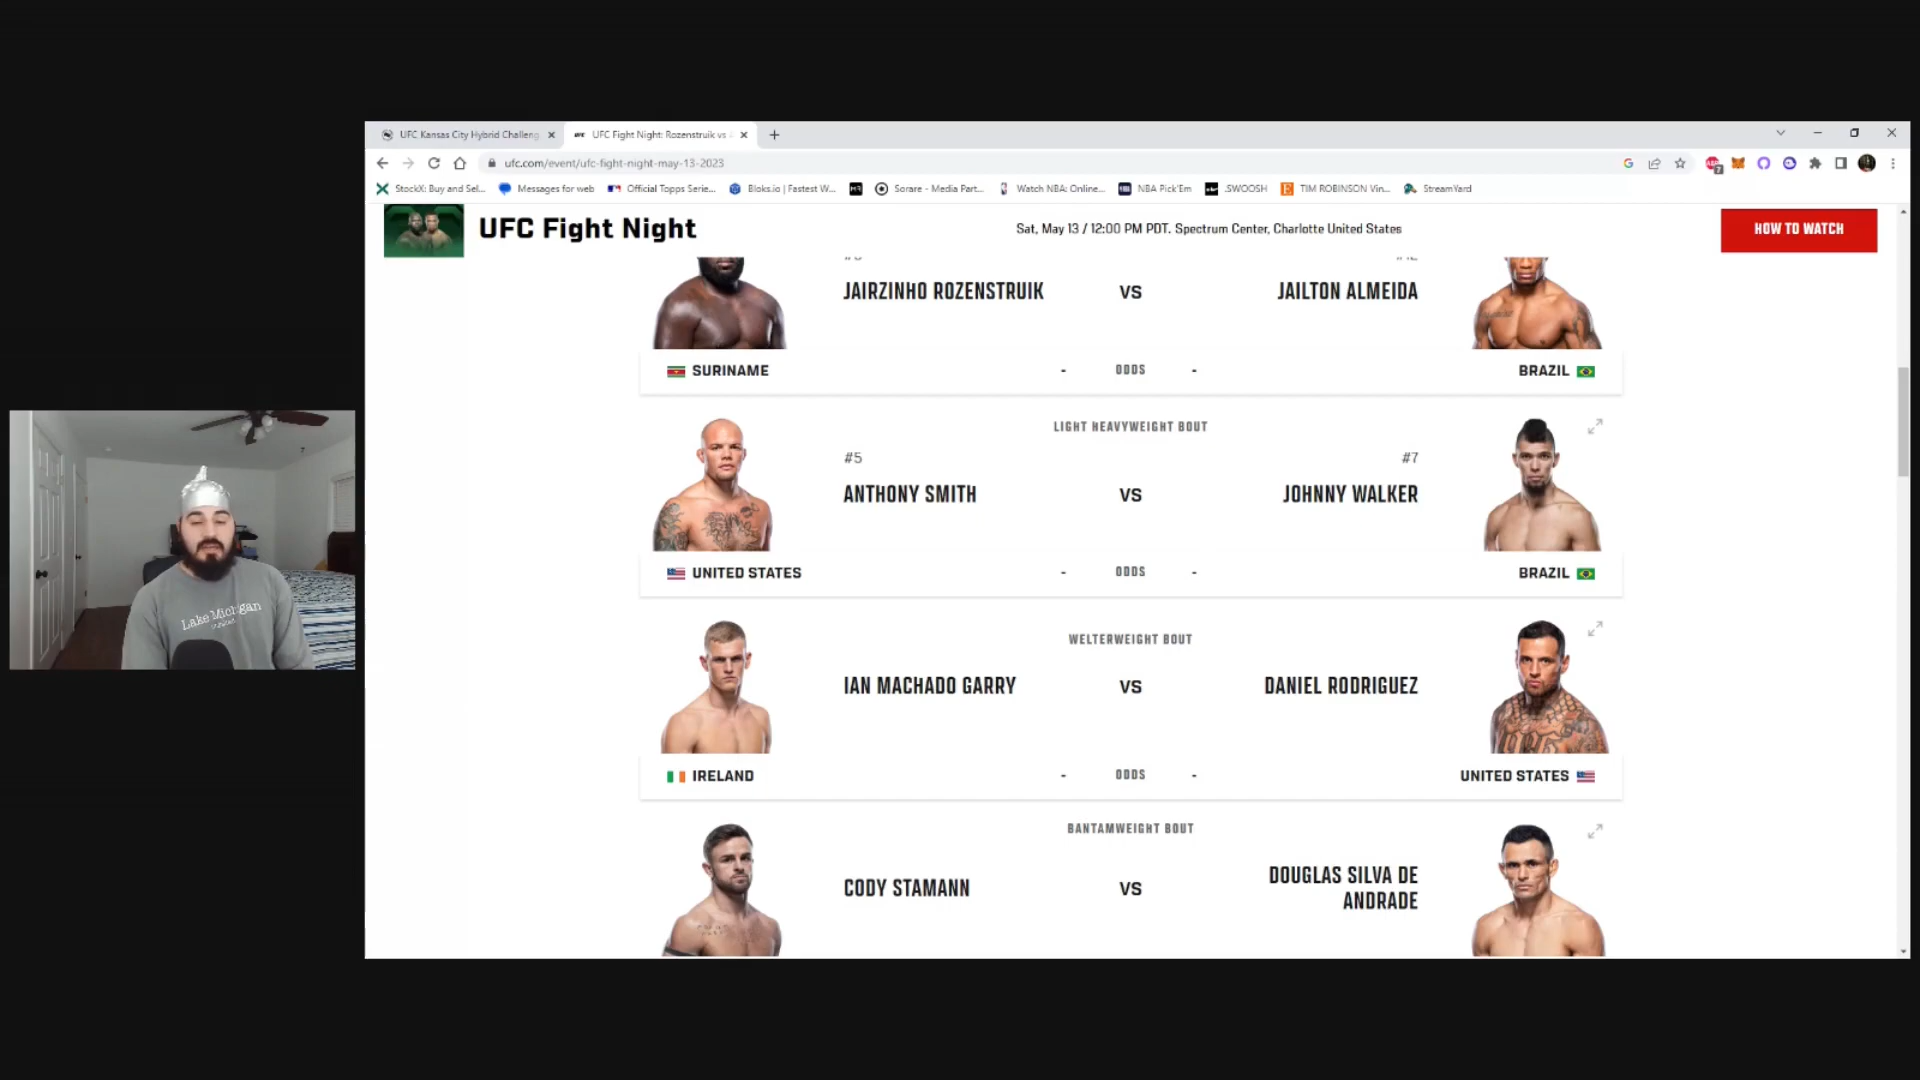 UFC Kansas City Hybrid Challeng
UFC Fight Night: Rozenstruik vs
ufc.com/event/ufc-fight-night-may-13-2023
StockX: Buy and Sel...
Messages for web
Official Topps Serie...
Bloks.io | Fastest W...
Sorare - Media Part...
Watch NBA: Online...
NBA Pick'Em
.SWOOSH
TIM ROBINSON Vin...
StreamYard
UFC Fight Night
Sat, May 13 / 12:00 PM PDT. Spectrum Center, Charlotte United States
HOW TO WATCH
JAIRZINHO ROZENSTRUIK VS JAILTON ALMEIDA
SURINAME - ODDS - BRAZIL
LIGHT HEAVYWEIGHT BOUT
#5 #7
ANTHONY SMITH VS JOHNNY WALKER
UNITED STATES - ODDS - BRAZIL
WELTERWEIGHT BOUT
IAN MACHADO GARRY VS DANIEL RODRIGUEZ
IRELAND - ODDS - UNITED STATES
BANTAMWEIGHT BOUT
CODY STAMANN VS DOUGLAS SILVA DE
ANDRADE
Lake Michigan